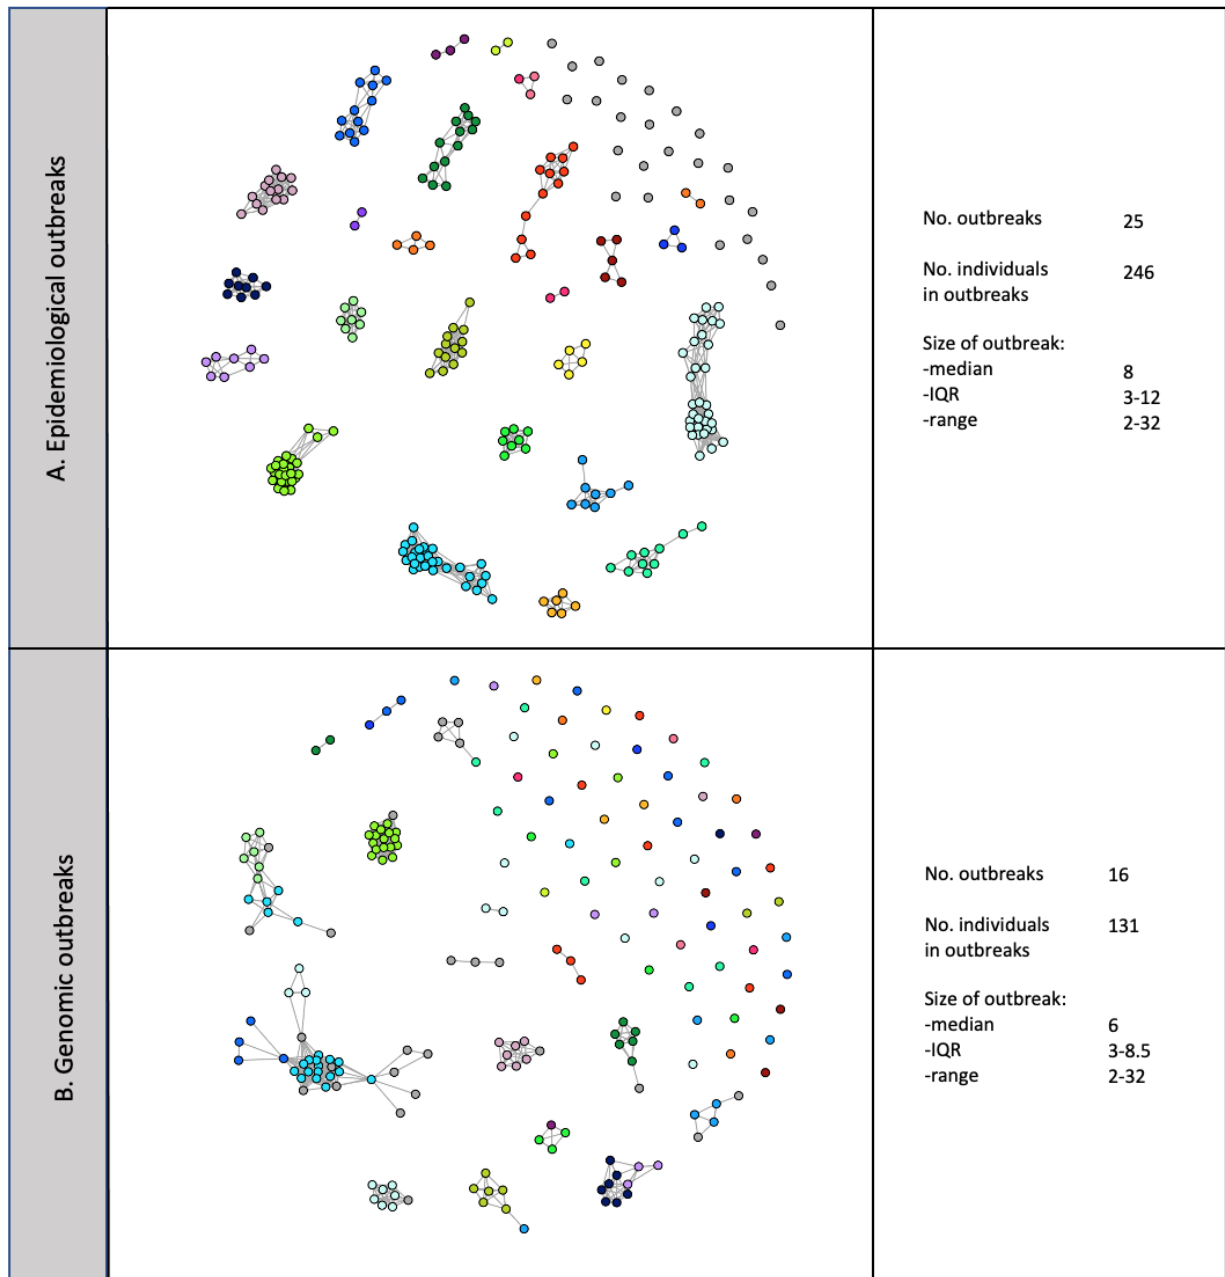 A. Epidemiological outbreaks
No. outbreaks 25
No. individuals 246
in outbreaks
Size of outbreak:
-median 8
-IQR 3-12
-range 2-32
B. Genomic outbreaks
No. outbreaks 16
No. individuals 131
in outbreaks
Size of outbreak:
-median 6
-IQR 3-8.5
-range 2-32